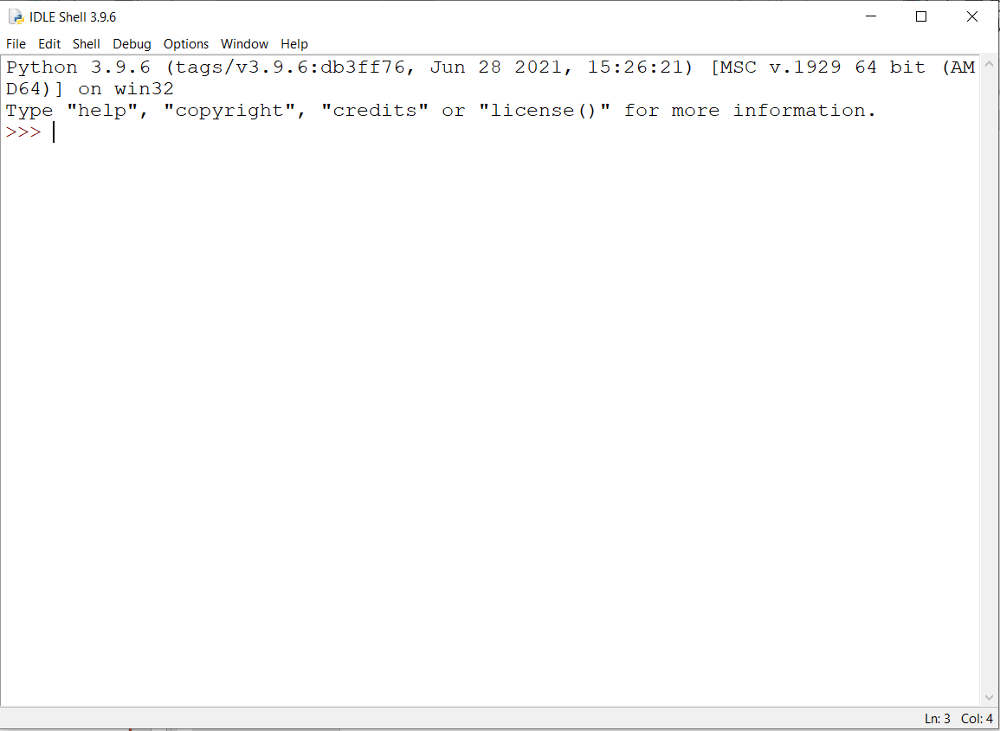 IDLE Shell 3.9.6
File Edit Shell Debug Options Window Help
Python 3.9.6 (tags/v3.9.6:db3ff76, Jun 28 2021, 15:26:21) [MSC v.1929 64 bit (AM
D64)] on win32
Type "help", "copyright", "credits" or "license()" for more information.
>>>
Ln: 3 Col: 4